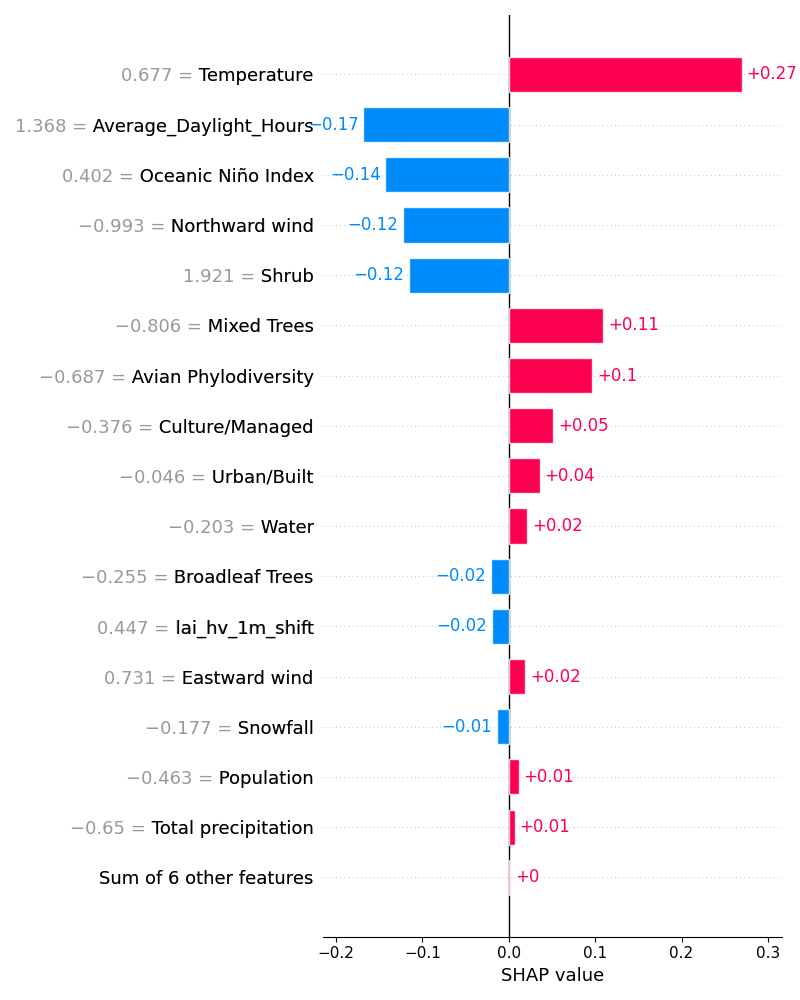 0.677 = Temperature +0.27
1.368 = Average_Daylight_Hours −0.17
0.402 = Oceanic Niño Index −0.14
−0.993 = Northward wind −0.12
1.921 = Shrub −0.12
−0.806 = Mixed Trees +0.11
−0.687 = Avian Phylodiversity +0.1
−0.376 = Culture/Managed +0.05
−0.046 = Urban/Built +0.04
−0.203 = Water +0.02
−0.255 = Broadleaf Trees −0.02
0.447 = lai_hv_1m_shift −0.02
0.731 = Eastward wind +0.02
−0.177 = Snowfall −0.01
−0.463 = Population +0.01
−0.65 = Total precipitation +0.01
Sum of 6 other features +0
−0.2 −0.1 0.0 0.1 0.2 0.3
SHAP value